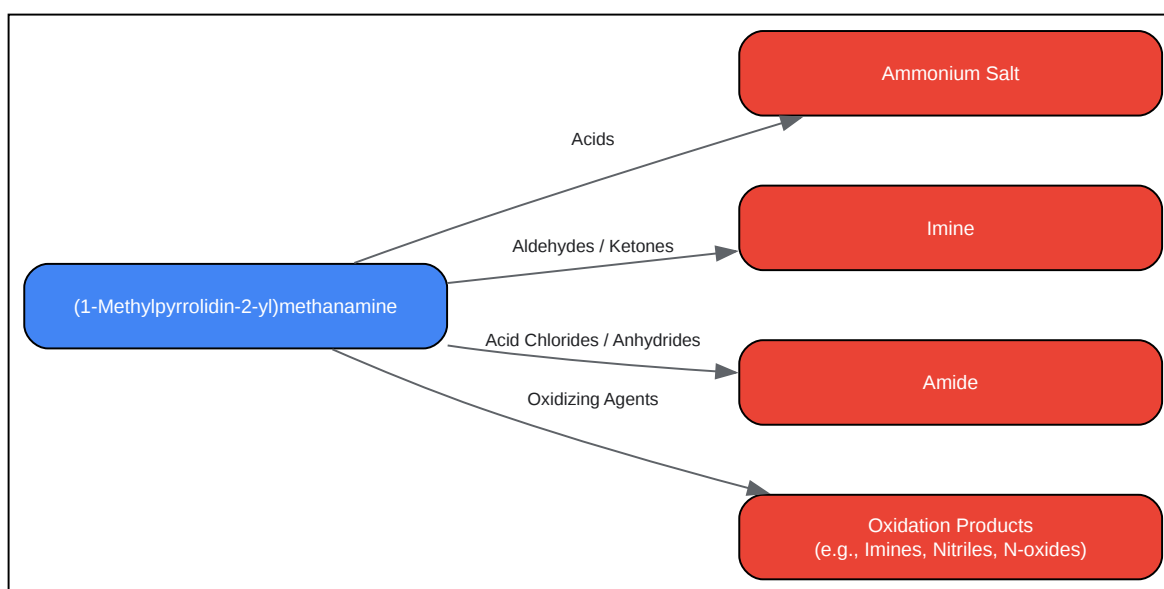 Ammonium Salt
Acids
Imine
Aldehydes / Ketones
(1-Methylpyrrolidin-2-yl)methanamine
Acid Chlorides / Anhydrides
Amide
Oxidizing Agents
Oxidation Products
(e.g., Imines, Nitriles, N-oxides)